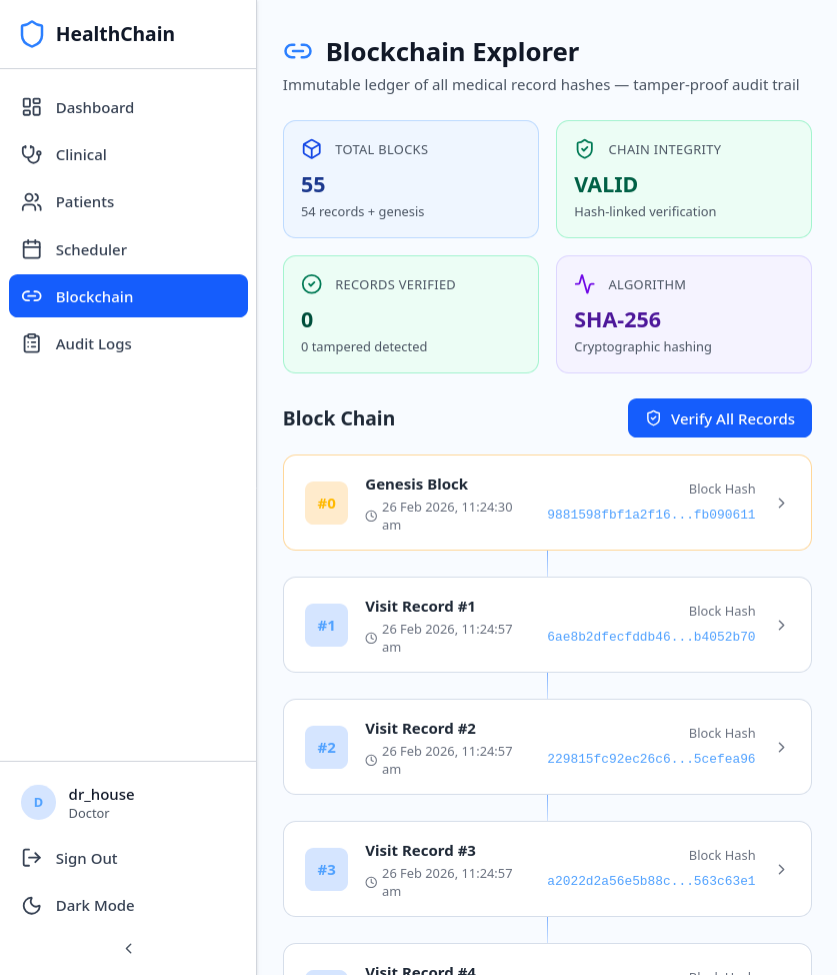 HealthChain
Dashboard
Clinical
Patients
Scheduler
Blockchain
Audit Logs
D
dr_house
Doctor
Sign Out
Dark Mode
Blockchain Explorer
Immutable ledger of all medical record hashes — tamper-proof audit trail
TOTAL BLOCKS
55
54 records + genesis
CHAIN INTEGRITY
VALID
Hash-linked verification
RECORDS VERIFIED
0
0 tampered detected
ALGORITHM
SHA-256
Cryptographic hashing
Block Chain
Verify All Records
#0
Genesis Block
26 Feb 2026, 11:24:30
am
Block Hash
9881598fbf1a2f16...fb090611
#1
Visit Record #1
26 Feb 2026, 11:24:57
am
Block Hash
6ae8b2dfecfddb46...b4052b70
#2
Visit Record #2
26 Feb 2026, 11:24:57
am
Block Hash
229815fc92ec26c6...5cefea96
#3
Visit Record #3
26 Feb 2026, 11:24:57
am
Block Hash
a2022d2a56e5b88c...563c63e1
Visit Record #4
Block Hash